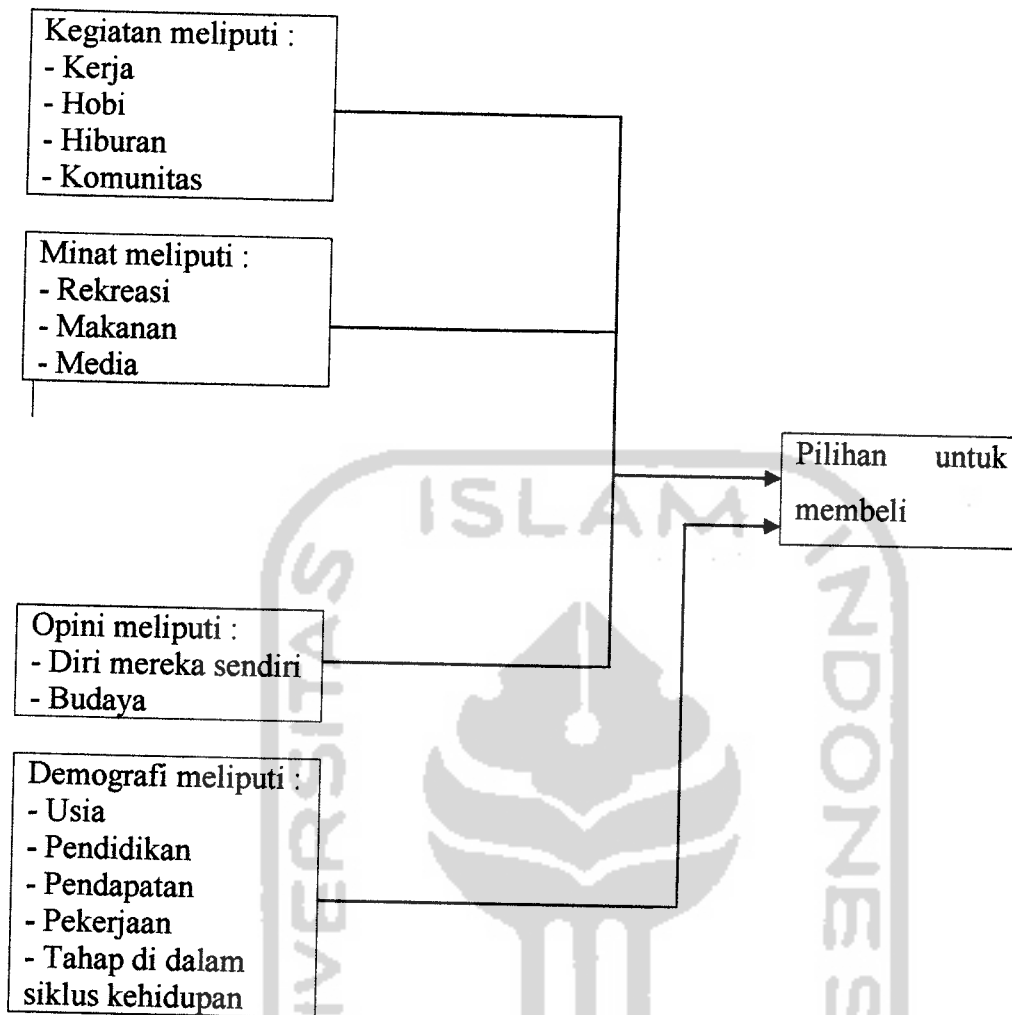 Kegiatan meliputi :
- Kerja
- Hobi
- Hiburan
- Komunitas
Minat meliputi :
- Rekreasi
- Makanan
- Media
Pilihan untuk
membeli
Opini meliputi :
- Diri mereka sendiri
- Budaya
Demografi meliputi :
- Usia
- Pendidikan
- Pendapatan
- Pekerjaan
- Tahap di dalam
siklus kehidupan
ISLAM